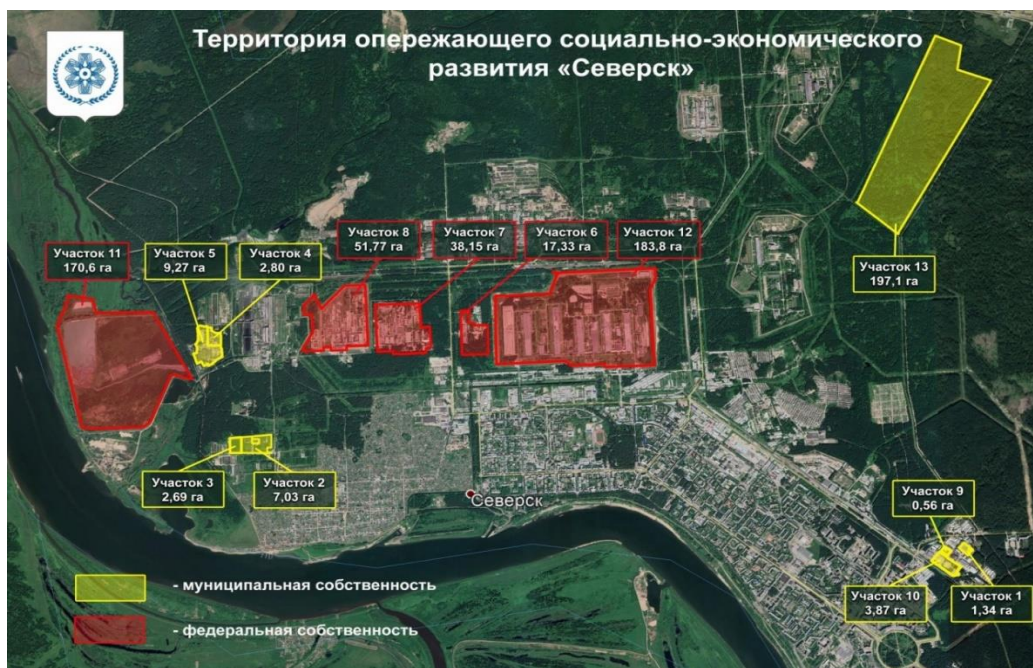 Территория опережающего социально-экономического
развития «Северск»
Участок 11
170,6 га
Участок 5
9,27 га
Участок 4
2,80 га
Участок 8
51,77 га
Участок 7
38,15 га
Участок 6
17,33 га
Участок 12
183,8 га
Участок 13
197,1 га
Участок 3
2,69 га
Участок 2
7,03 га
Северск
Участок 9
0,56 га
Участок 10
3,87 га
Участок 1
1,34 га
- муниципальная собственность
- федеральная собственность